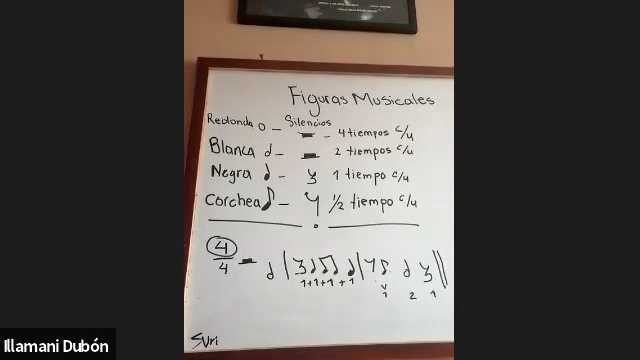 Figuras Musicales
Redonda o - Silencios - 4 tiempos c/u
Blanca - 2 tiempos c/u
Negra - 1 tiempo c/u
Corchea - 1/2 tiempo c/u
4/4
1+1+1+1 1 2 1
Suri
Illamani Dubón